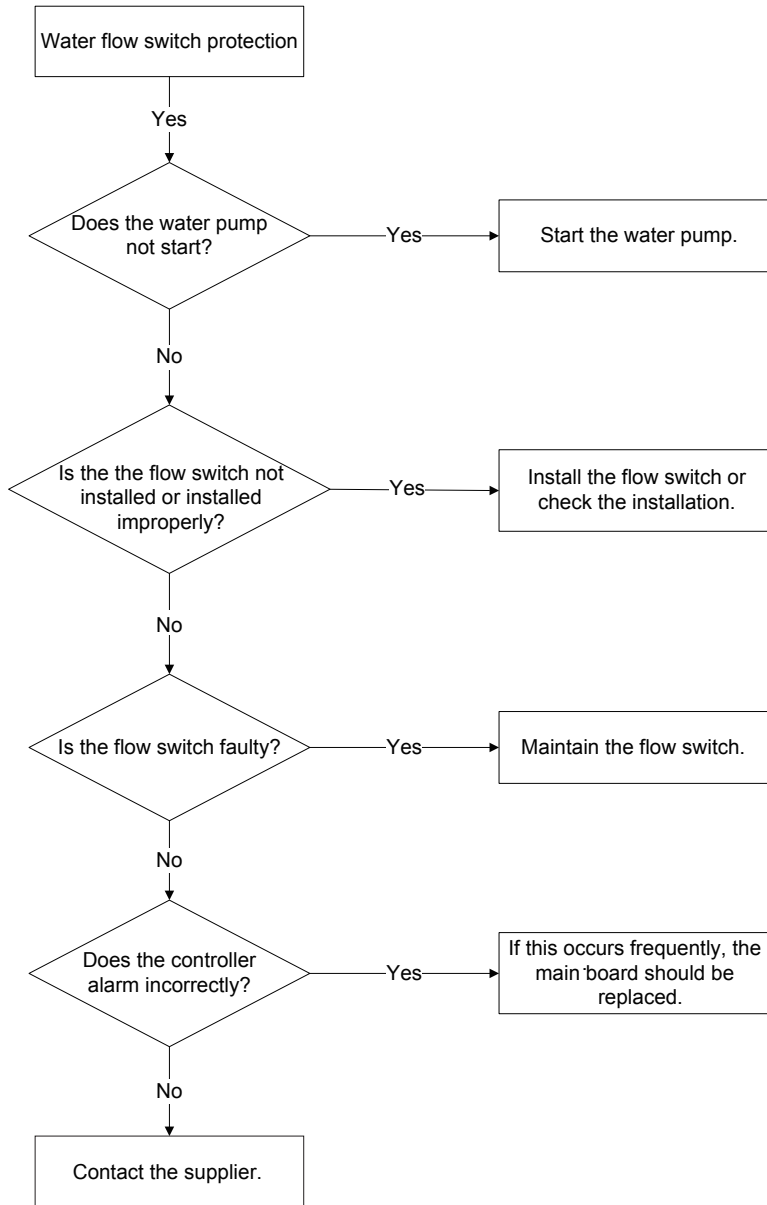 Water flow switch protection
Yes
Does the water pump
not start?
Yes
Start the water pump.
No
Is the the flow switch not
installed or installed
improperly?
Yes
Install the flow switch or
check the installation.
No
Is the flow switch faulty?
Yes
Maintain the flow switch.
No
Does the controller
alarm incorrectly?
Yes
If this occurs frequently, the
main board should be
replaced.
No
Contact the supplier.